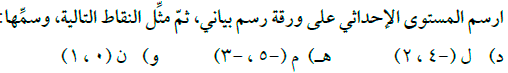 ارسم المستوى الإحداثي على ورقة رسم بياني، ثمّ مثِّل النقاط التالية، وسمِّها:
د) ل (−٤ ، ٢) هـ) م (−٥ ، −٣) و) ن (٠ ، ١)